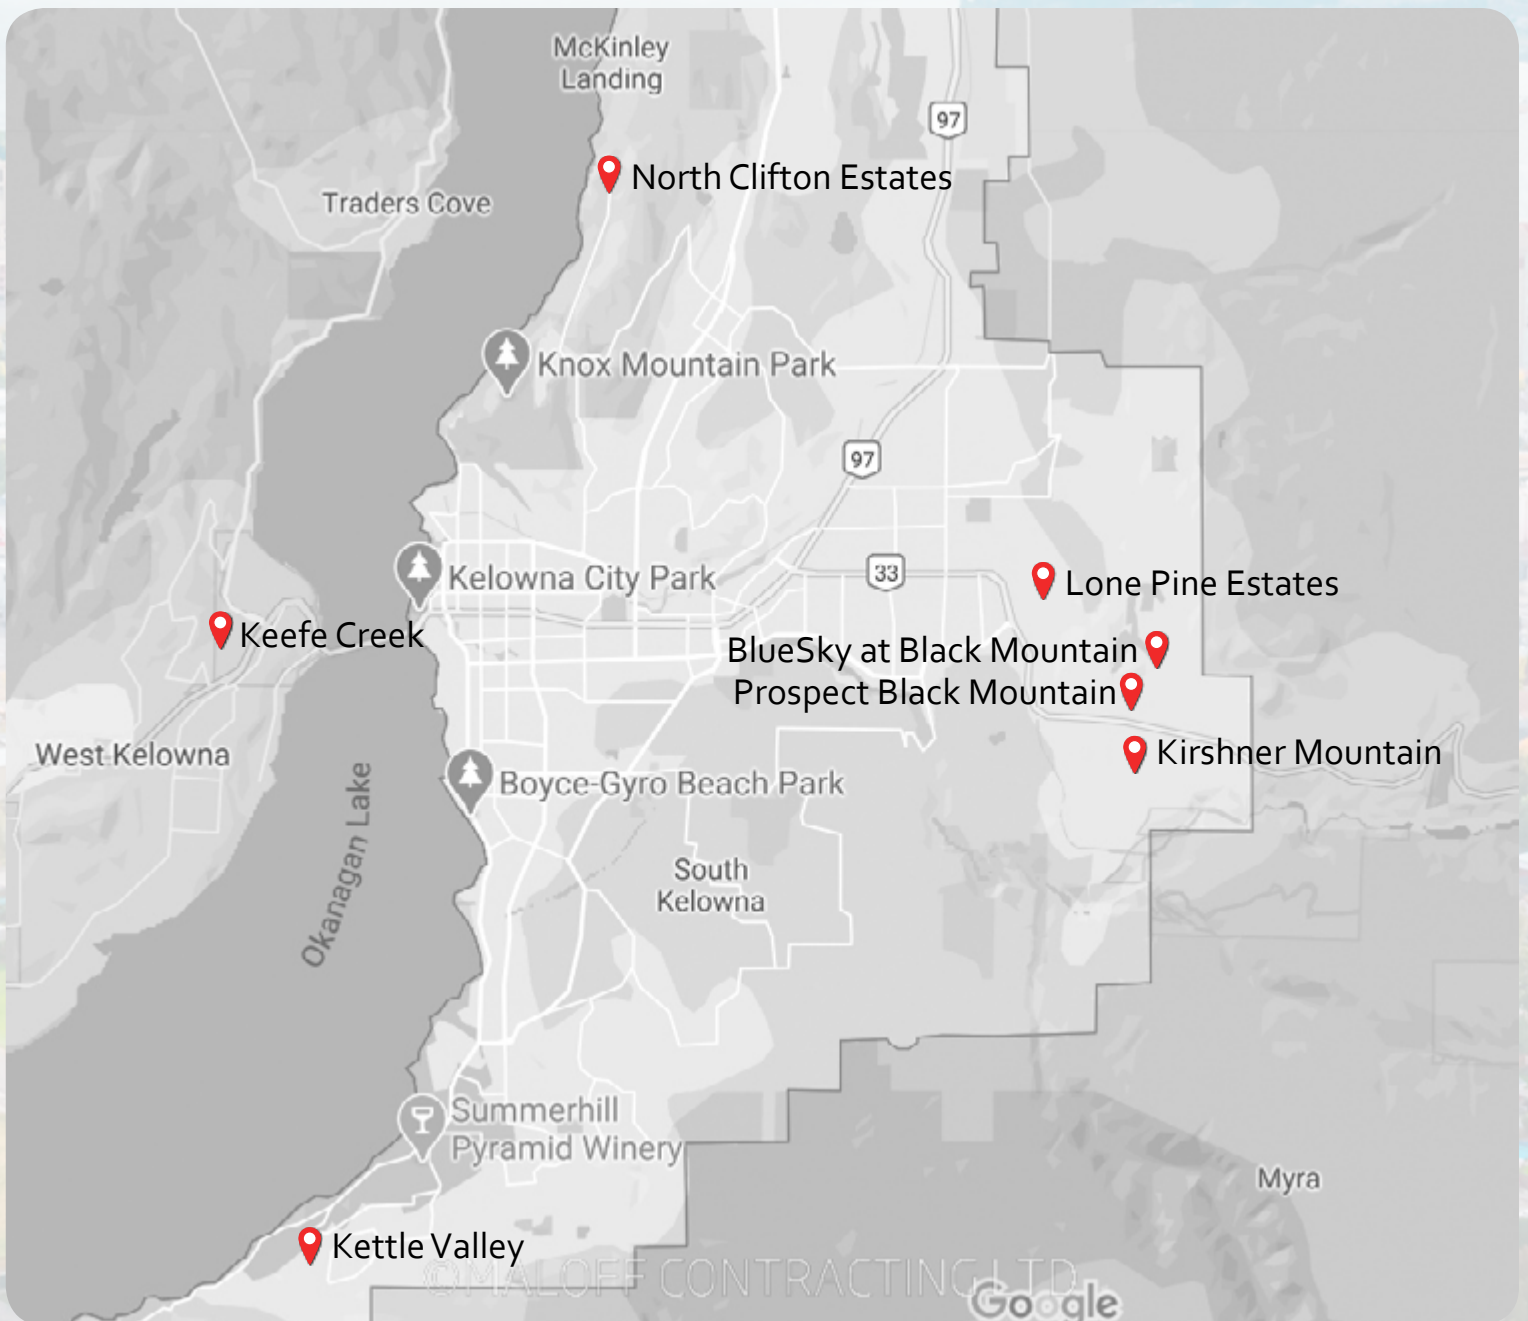 McKinley
Landing
97
North Clifton Estates
Traders Cove
Knox Mountain Park
97
33
Kelowna City Park
Lone Pine Estates
Keefe Creek
BlueSky at Black Mountain
Prospect Black Mountain
West Kelowna
Kirshner Mountain
Boyce-Gyro Beach Park
Okanagan Lake
South
Kelowna
Summerhill
Pyramid Winery
Myra
Kettle Valley
©MALOFF CONTRACTING LTD
Google